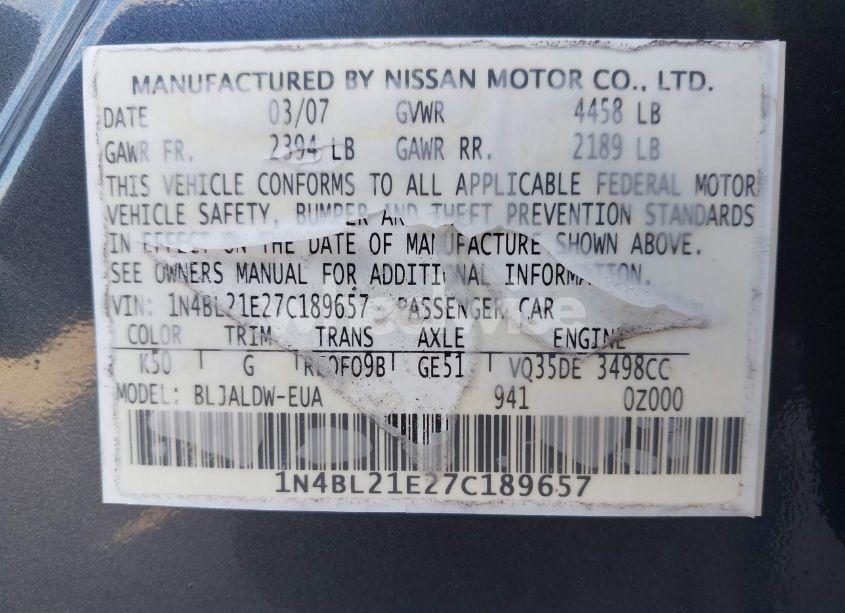 MANUFACTURED BY NISSAN MOTOR CO., LTD.
DATE 03/07 GVWR 4458 LB
GAWR FR. 2394 LB GAWR RR. 2189 LB
THIS VEHICLE CONFORMS TO ALL APPLICABLE FEDERAL MOTOR
VEHICLE SAFETY, BUMPER AND THEFT PREVENTION STANDARDS
IN EFFECT ON THE DATE OF MANUFACTURE SHOWN ABOVE.
SEE OWNERS MANUAL FOR ADDITIONAL INFORMATION.
VIN: 1N4BL21E27C189657 PASSENGER CAR
COLOR TRIM TRANS AXLE ENGINE
K50 G RE0F09B GE51 VQ35DE 3498CC
MODEL: BLJALDW-EUA 941 0Z000
1N4BL21E27C189657